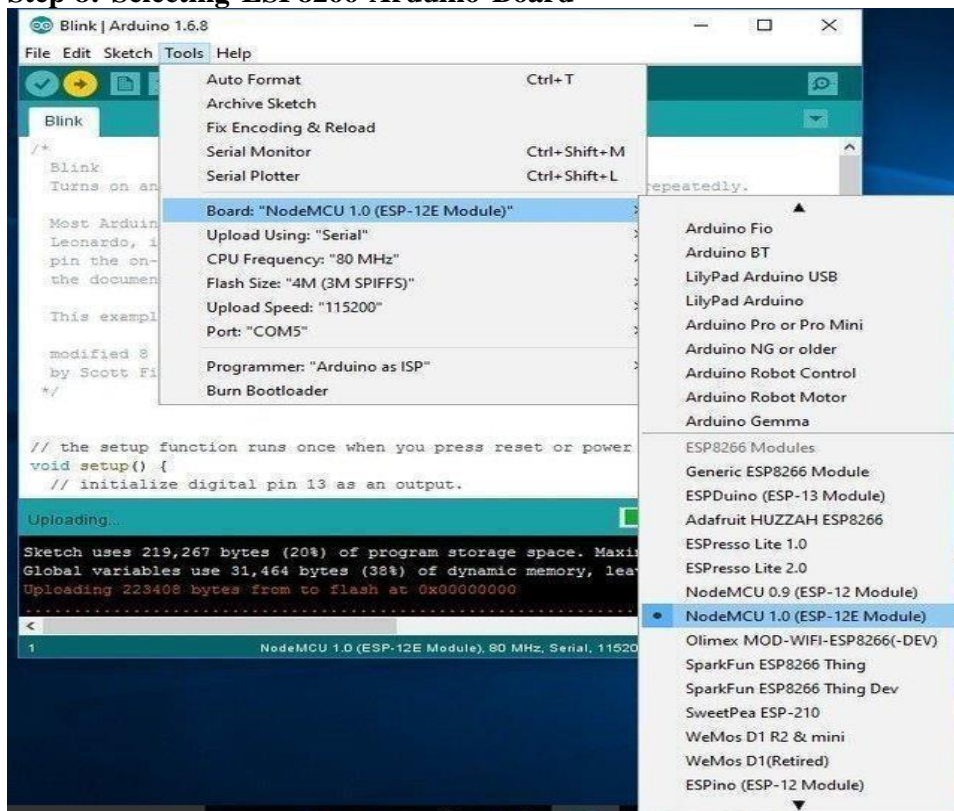 Step 8: Selecting ESP8266 Arduino Board
Blink | Arduino 1.6.8
File Edit Sketch Tools Help
Blink
/*
Blink
Turns on an
repeatedly.
Most Arduin
Leonardo, i
pin the on-
the documen
This exampl
modified 8
by Scott Fi
*/
// the setup function runs once when you press reset or power
void setup() {
// initialize digital pin 13 as an output.
Auto Format Ctrl+T
Archive Sketch
Fix Encoding & Reload
Serial Monitor Ctrl+Shift+M
Serial Plotter Ctrl+Shift+L
Board: "NodeMCU 1.0 (ESP-12E Module)"
Upload Using: "Serial"
CPU Frequency: "80 MHz"
Flash Size: "4M (3M SPIFFS)"
Upload Speed: "115200"
Port: "COM5"
Programmer: "Arduino as ISP"
Burn Bootloader
Arduino Fio
Arduino BT
LilyPad Arduino USB
LilyPad Arduino
Arduino Pro or Pro Mini
Arduino NG or older
Arduino Robot Control
Arduino Robot Motor
Arduino Gemma
ESP8266 Modules
Generic ESP8266 Module
ESPDuino (ESP-13 Module)
Adafruit HUZZAH ESP8266
ESPresso Lite 1.0
ESPresso Lite 2.0
NodeMCU 0.9 (ESP-12 Module)
NodeMCU 1.0 (ESP-12E Module)
Olimex MOD-WIFI-ESP8266(-DEV)
SparkFun ESP8266 Thing
SparkFun ESP8266 Thing Dev
SweetPea ESP-210
WeMos D1 R2 & mini
WeMos D1(Retired)
ESPino (ESP-12 Module)
Uploading...
Sketch uses 219,267 bytes (20%) of program storage space. Maxi
Global variables use 31,464 bytes (38%) of dynamic memory, lea
Uploading 223408 bytes from to flash at 0x00000000
................................................................
1 NodeMCU 1.0 (ESP-12E Module), 80 MHz, Serial, 11520